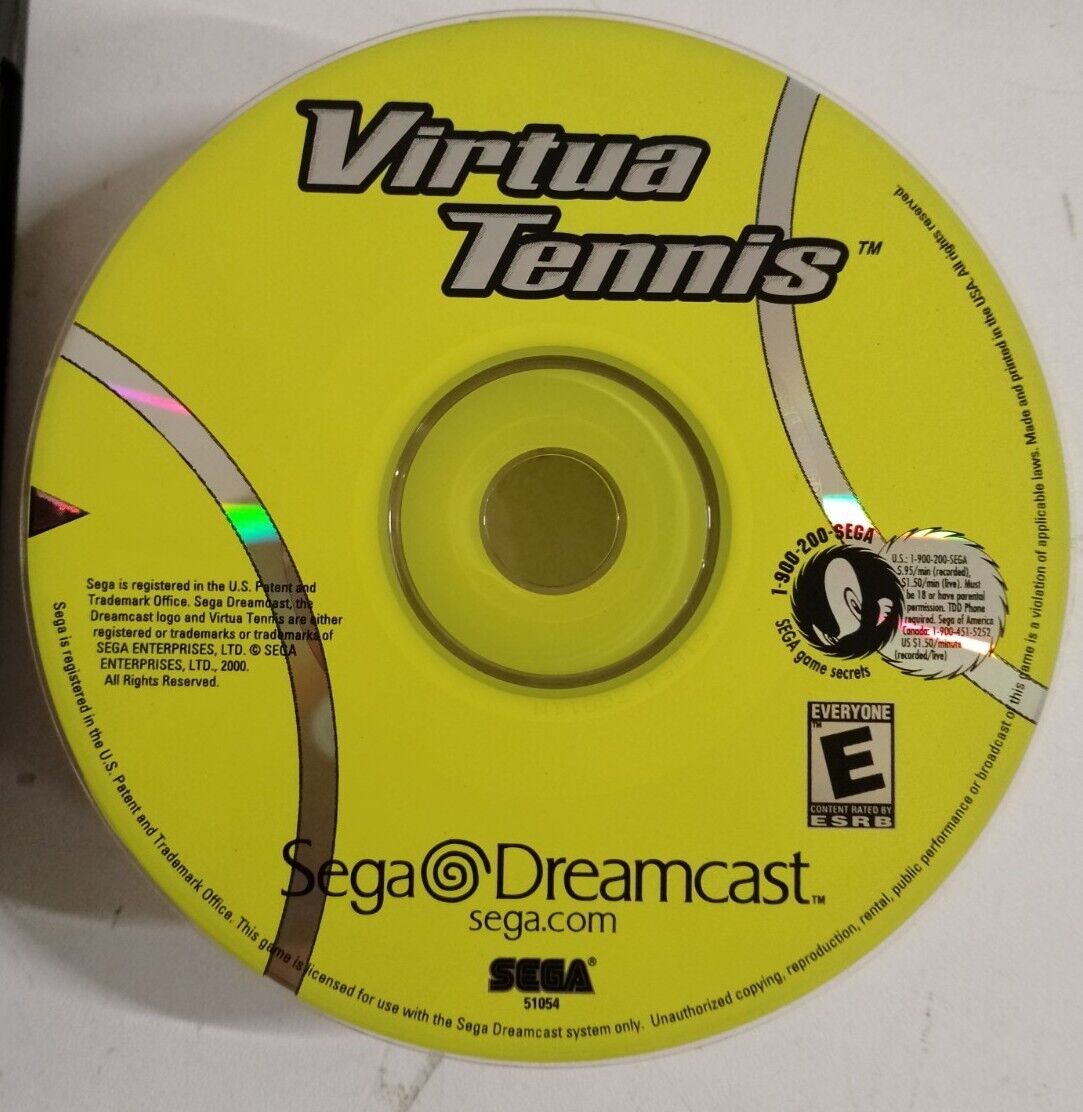 Virtua
Tennis™
Sega is registered in the U.S. Patent and
Trademark Office. Sega Dreamcast, the
Dreamcast logo and Virtua Tennis are either
registered or trademarks or trademarks of
SEGA ENTERPRISES, LTD. © SEGA
ENTERPRISES, LTD., 2000.
All Rights Reserved.
1-900-200-SEGA
SEGA game secrets
U.S.: 1-900-200-SEGA
$.95/min (recorded),
$1.50/min (live). Must
be 18 or have parental
permission. TDD Phone
required. Sega of America
Canada: 1-900-451-5252
US $1.50/minute
(recorded/live)
EVERYONE
™
E
CONTENT RATED BY
ESRB
Sega Dreamcast™
sega.com
SEGA®
51054
Sega is registered in the U.S. Patent and Trademark Office. This game is licensed for use with the Sega Dreamcast system only. Unauthorized copying, reproduction, rental, public performance or broadcast of this game is a violation of applicable laws. Made and printed in the USA. All rights reserved.